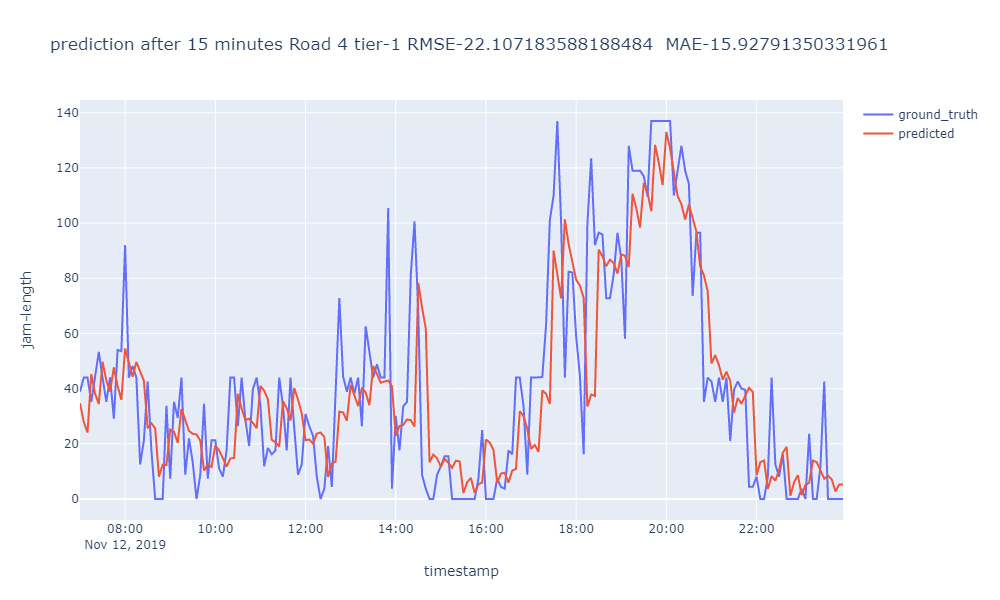 prediction after 15 minutes Road 4 tier-1 RMSE-22.107183588188484  MAE-15.92791350331961
ground_truth
predicted
140
120
100
80
60
40
20
0
jam-length
08:00 10:00 12:00 14:00 16:00 18:00 20:00 22:00
Nov 12, 2019
timestamp